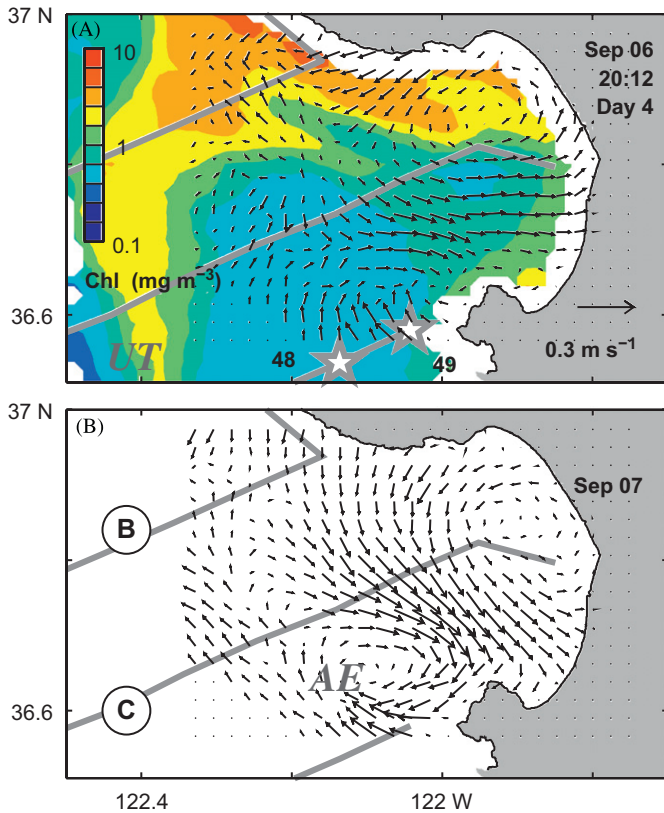 37 N
(A)
10
1
0.1
Chl (mg m⁻³)
Sep 06
20:12
Day 4
36.6
UT
48
49
0.3 m s⁻¹
37 N
(B)
Sep 07
B
C
AE
36.6
122.4
122 W